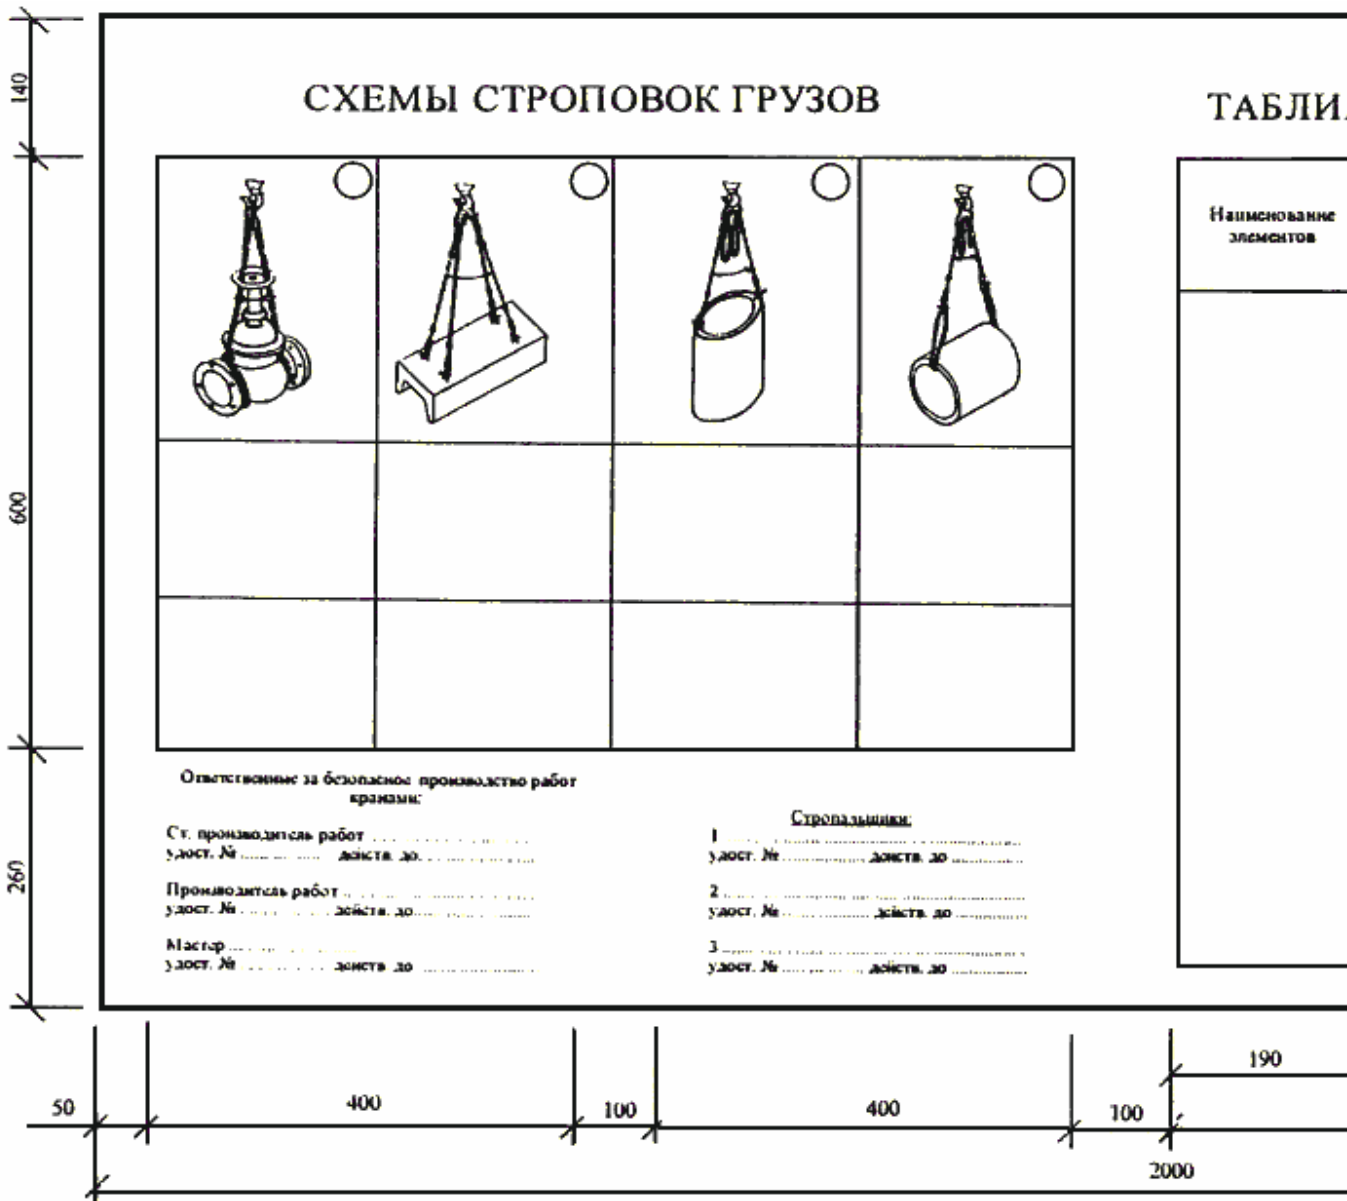 140
СХЕМЫ СТРОПОВОК ГРУЗОВ
ТАБЛИ
Наименование
элементов
600
260
Ответственные за безопасное производство работ
кранами:
Ст. производитель работ
удост. № действ. до
Производитель работ
удост. № действ. до
Мастер
удост. № действ. до
Стропальщики:
1
удост. № действ. до
2
удост. № действ. до
3
удост. № действ. до
190
50
400
100
400
100
2000